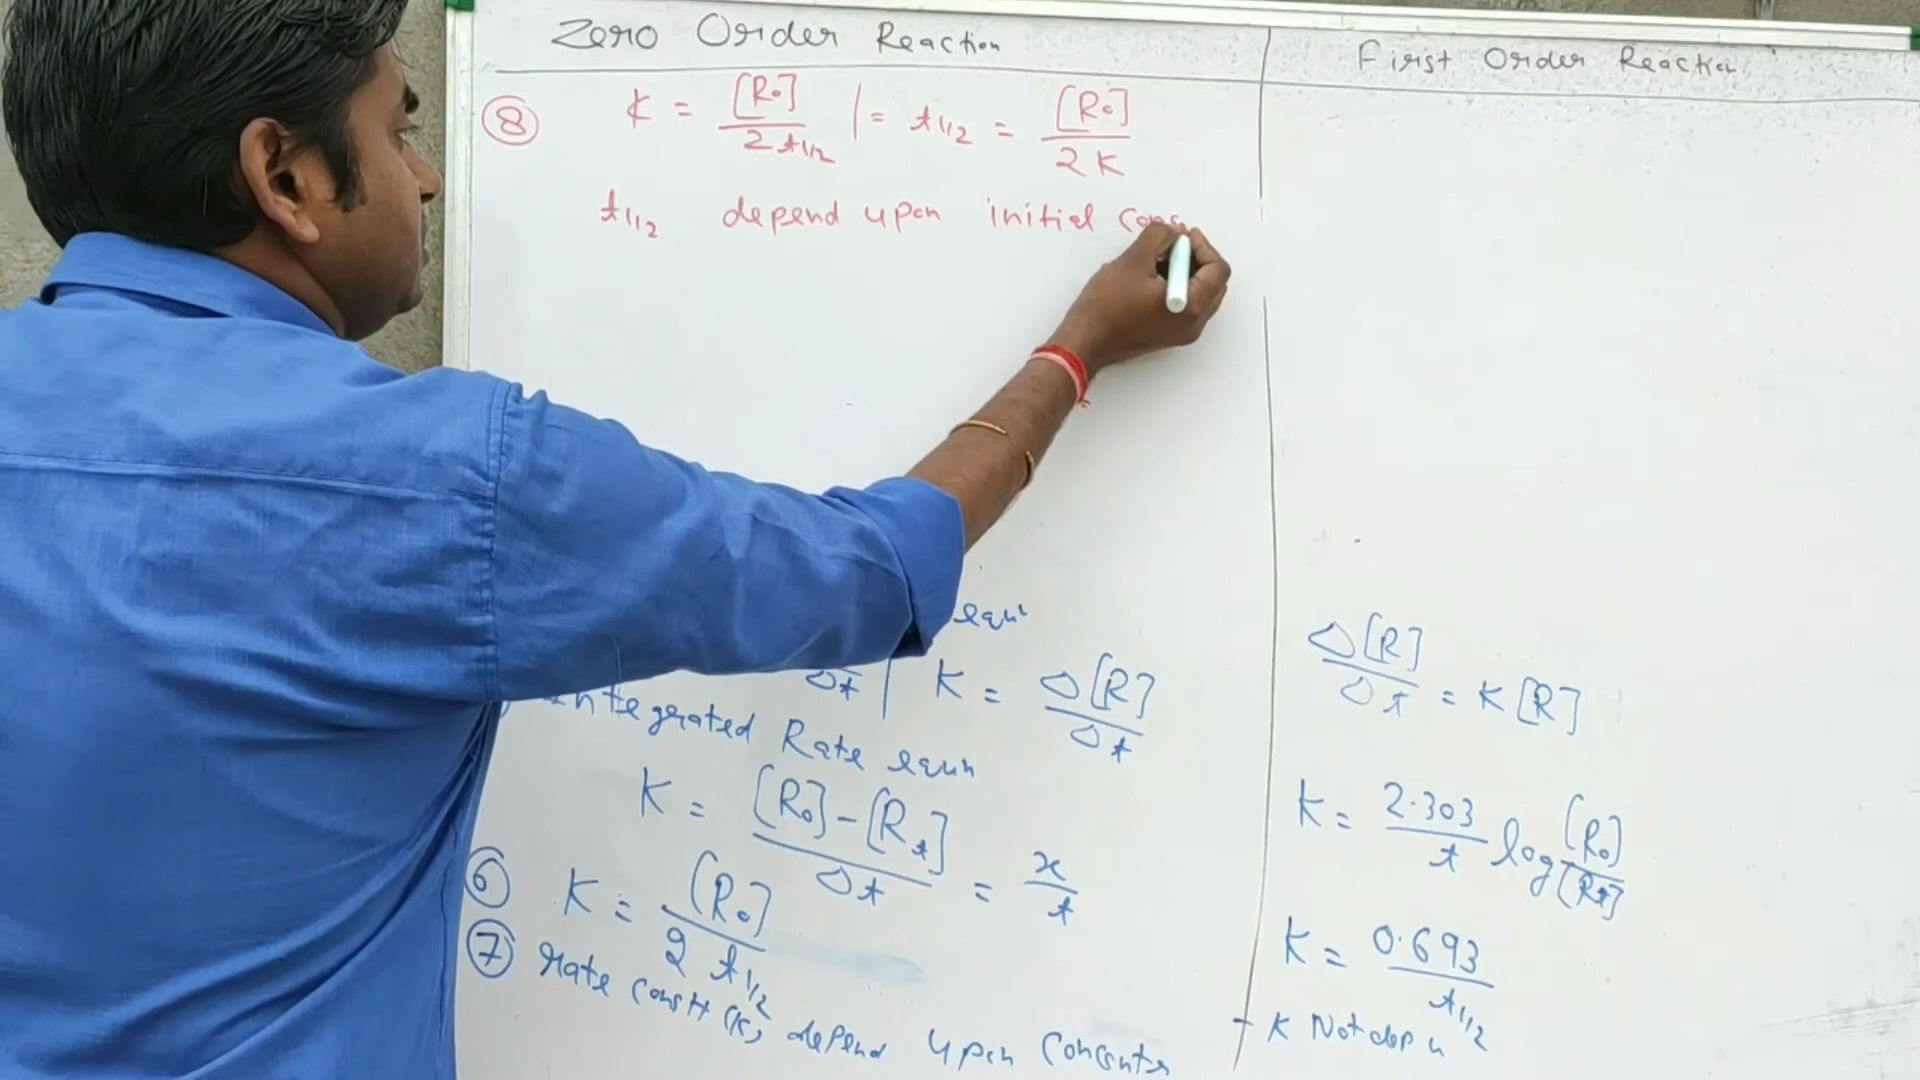 Zero Order Reaction
First Order Reaction
⑧ K = [R₀] / 2 t1/2 | = t1/2 = [R₀] / 2K
t1/2 depend upon initial conc
equn
Δt | K = Δ[R] / Δt
Δ[R] / Δt = K[R]
Integrated Rate equn
K = [R₀] - [Rt] / Δt = x / t
K = 2.303 / t log [R₀] / [Rt]
⑥ K = [R₀] / 2 t1/2
K = 0.693 / t1/2
⑦ rate constt (K) depend upon
- K Not dep u